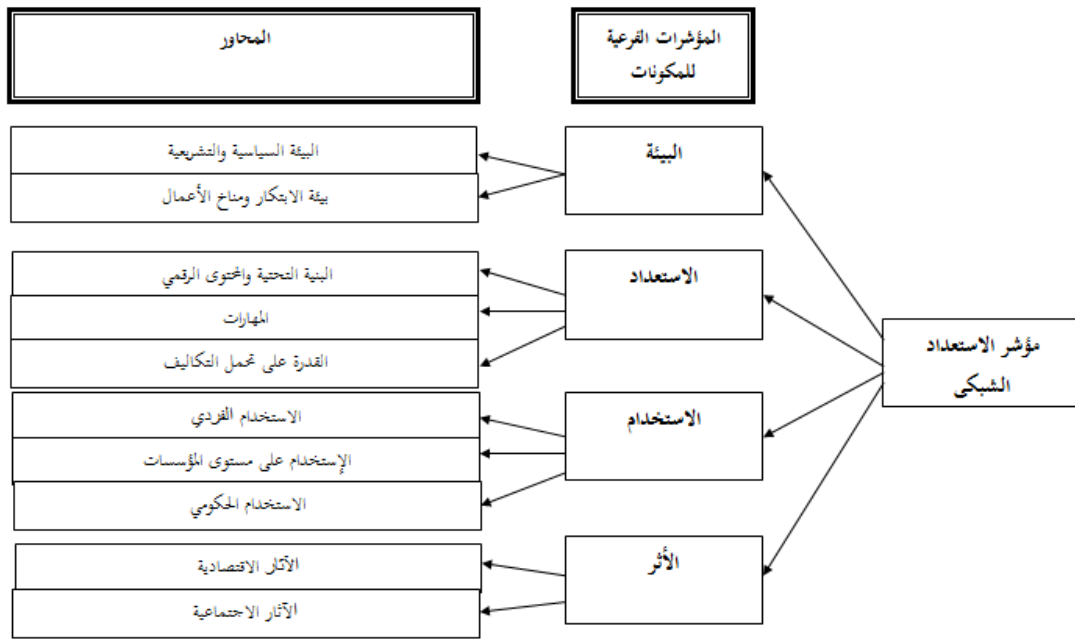 المؤشرات الفرعية
للمكونات
المحاور
مؤشر الاستعداد
الشبكي
البيئة
البيئة السياسية والتشريعية
بيئة الابتكار ومناخ الأعمال
الاستعداد
البنية التحتية والمحتوى الرقمي
المهارات
القدرة على تحمل التكاليف
الاستخدام
الاستخدام الفردي
الإستخدام على مستوى المؤسسات
الاستخدام الحكومي
الأثر
الآثار الاقتصادية
الآثار الاجتماعية